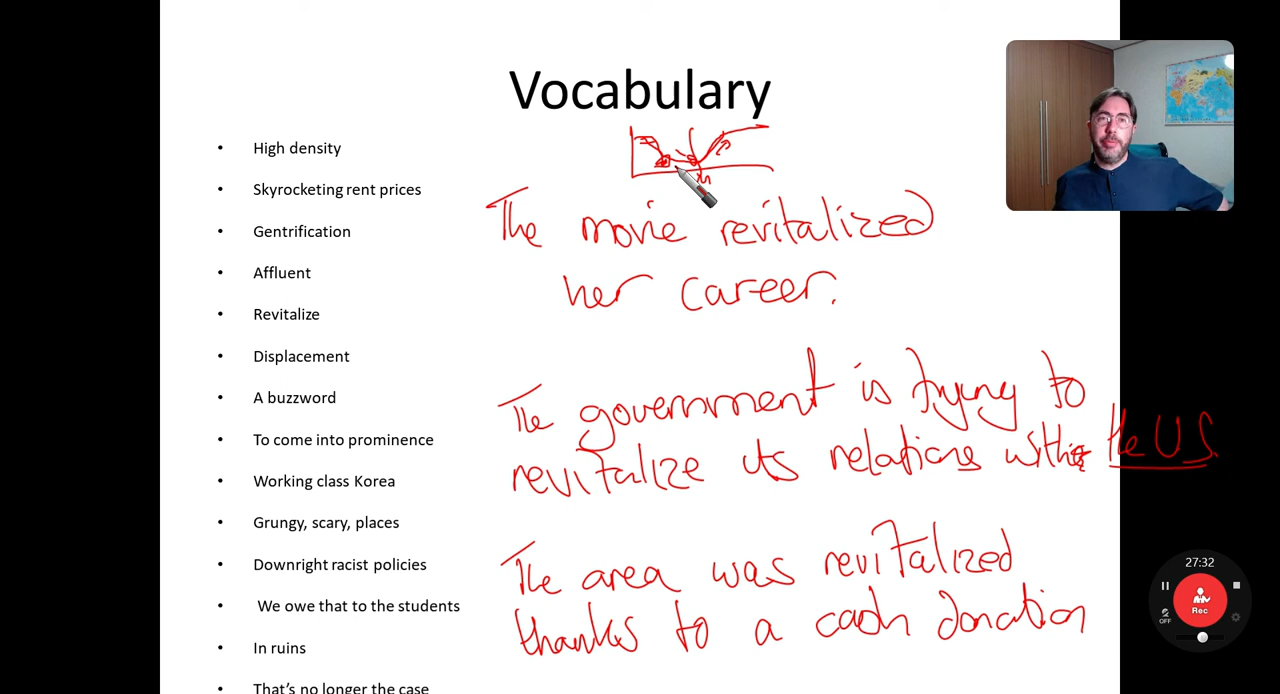 Vocabulary
High density
Skyrocketing rent prices
Gentrification
Affluent
Revitalize
Displacement
A buzzword
To come into prominence
Working class Korea
Grungy, scary, places
Downright racist policies
We owe that to the students
In ruins
That's no longer the case
The movie revitalized
her career.
The government is trying to
revitalize its relations with the US.
The area was revitalized
thanks to a cash donation
27:32
Rec
OFF